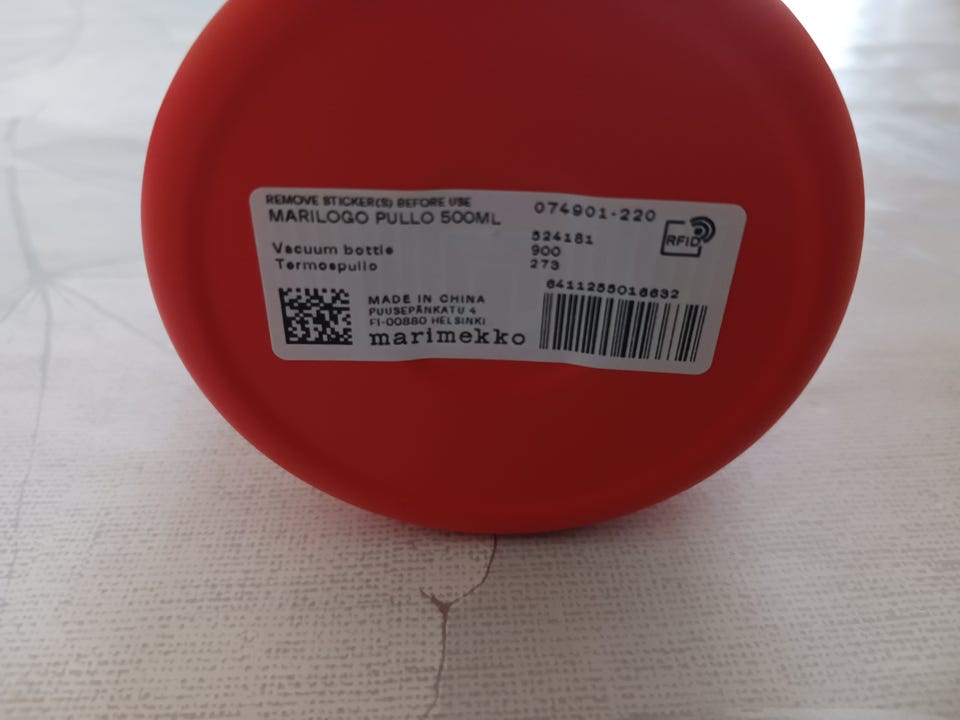 REMOVE STICKER(S) BEFORE USE
MARILOGO PULLO 500ML
074901-220
Vacuum bottle
Termospullo
324181
900
273
RFID
6411255016632
MADE IN CHINA
PUUSEPÄNKATU 4
FI-00880 HELSINKI
marimekko